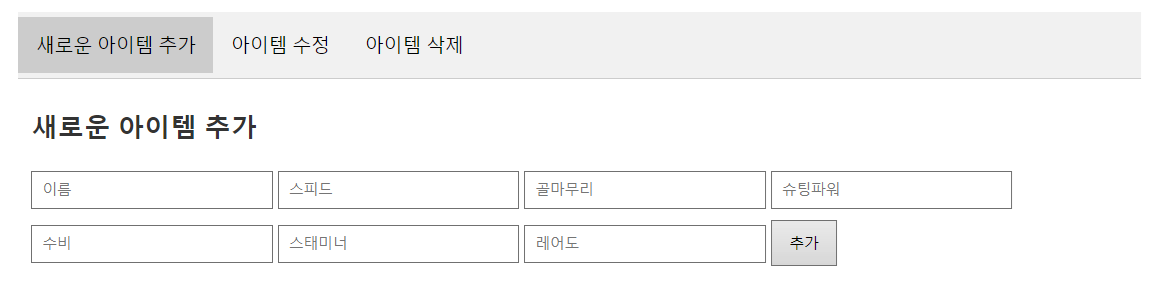 새로운 아이템 추가 아이템 수정 아이템 삭제
새로운 아이템 추가
이름 스피드 골마무리 슈팅파워
수비 스태미너 레어도 추가